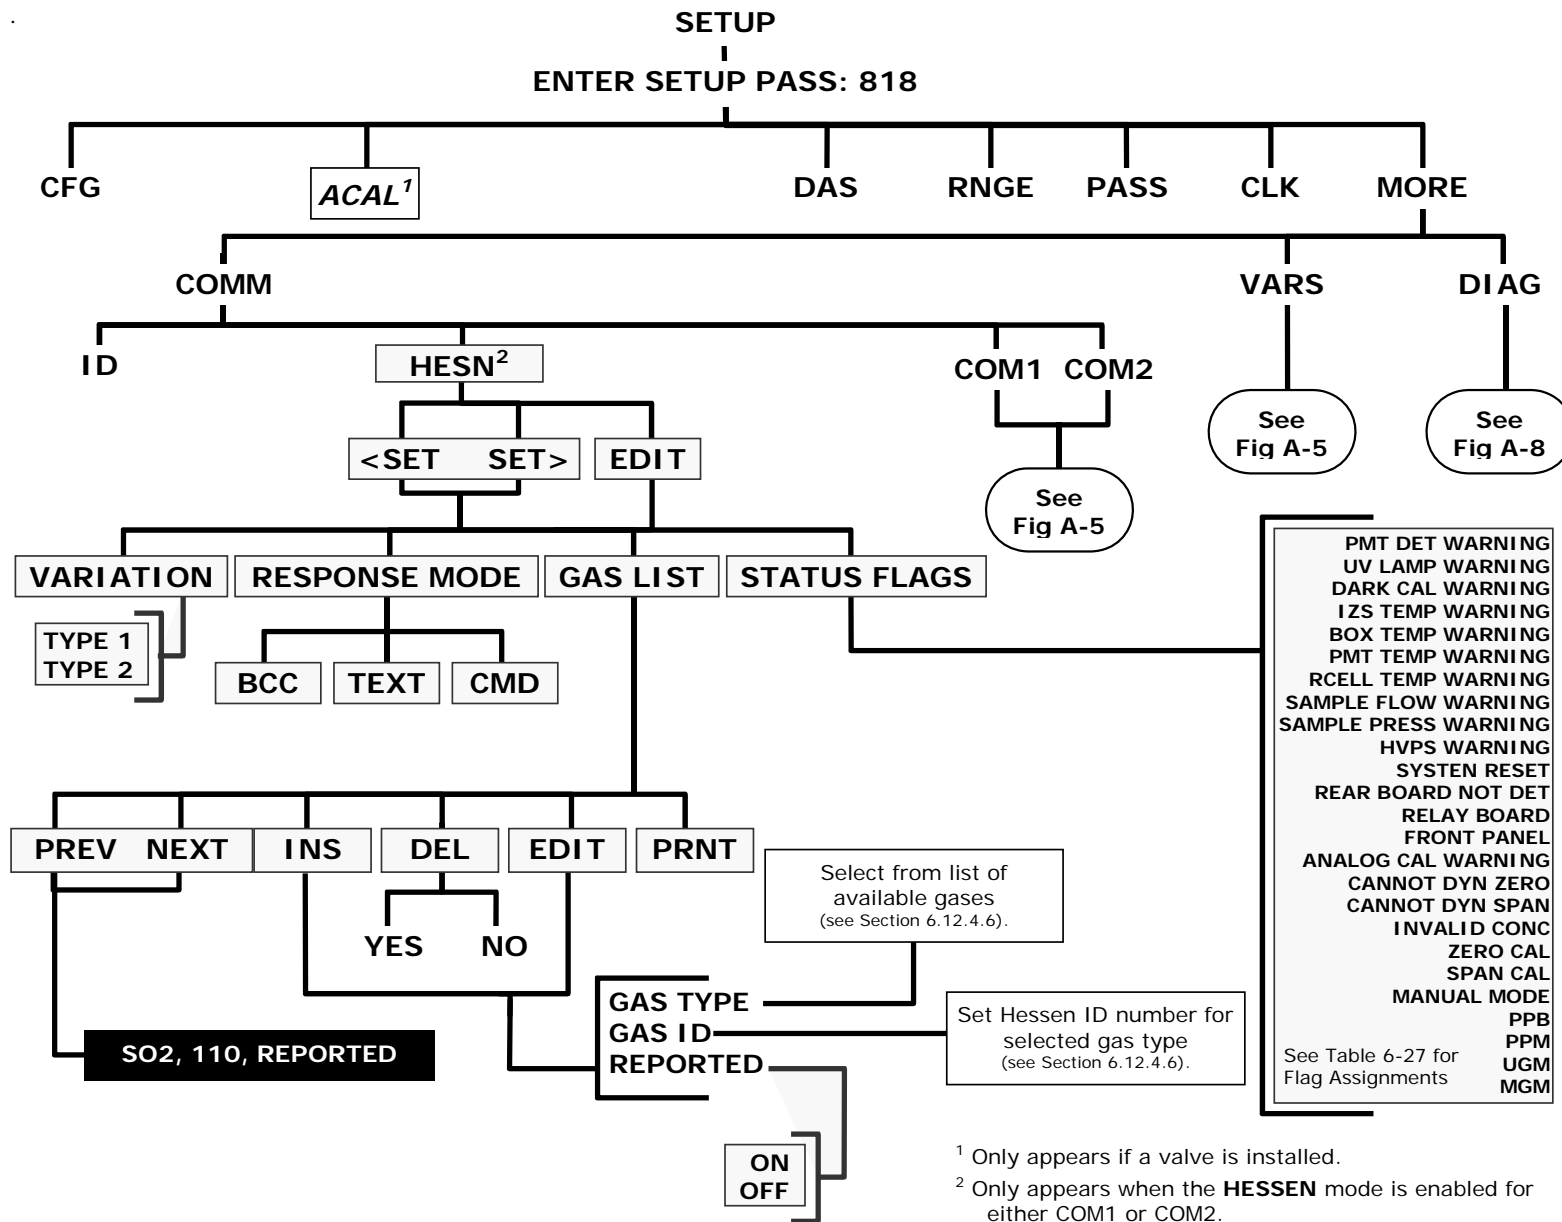 .
SETUP
ENTER SETUP PASS: 818
CFG
ACAL1
DAS
RNGE
PASS
CLK
MORE
COMM
VARS
DIAG
ID
HESN2
COM1
COM2
See
Fig A-5
See
Fig A-8
<SET SET>
EDIT
See
Fig A-5
VARIATION
RESPONSE MODE
GAS LIST
STATUS FLAGS
TYPE 1
TYPE 2
BCC
TEXT
CMD
PMT DET WARNING
UV LAMP WARNING
DARK CAL WARNING
IZS TEMP WARNING
BOX TEMP WARNING
PMT TEMP WARNING
RCELL TEMP WARNING
SAMPLE FLOW WARNING
SAMPLE PRESS WARNING
HVPS WARNING
SYSTEN RESET
REAR BOARD NOT DET
RELAY BOARD
FRONT PANEL
ANALOG CAL WARNING
CANNOT DYN ZERO
CANNOT DYN SPAN
INVALID CONC
ZERO CAL
SPAN CAL
MANUAL MODE
PPB
PPM
UGM
MGM
See Table 6-27 for
Flag Assignments
PREV NEXT
INS
DEL
EDIT
PRNT
YES
NO
Select from list of
available gases
(see Section 6.12.4.6).
GAS TYPE
GAS ID
REPORTED
Set Hessen ID number for
selected gas type
(see Section 6.12.4.6).
SO2, 110, REPORTED
ON
OFF
1 Only appears if a valve is installed.
2 Only appears when the HESSEN mode is enabled for
either COM1 or COM2.